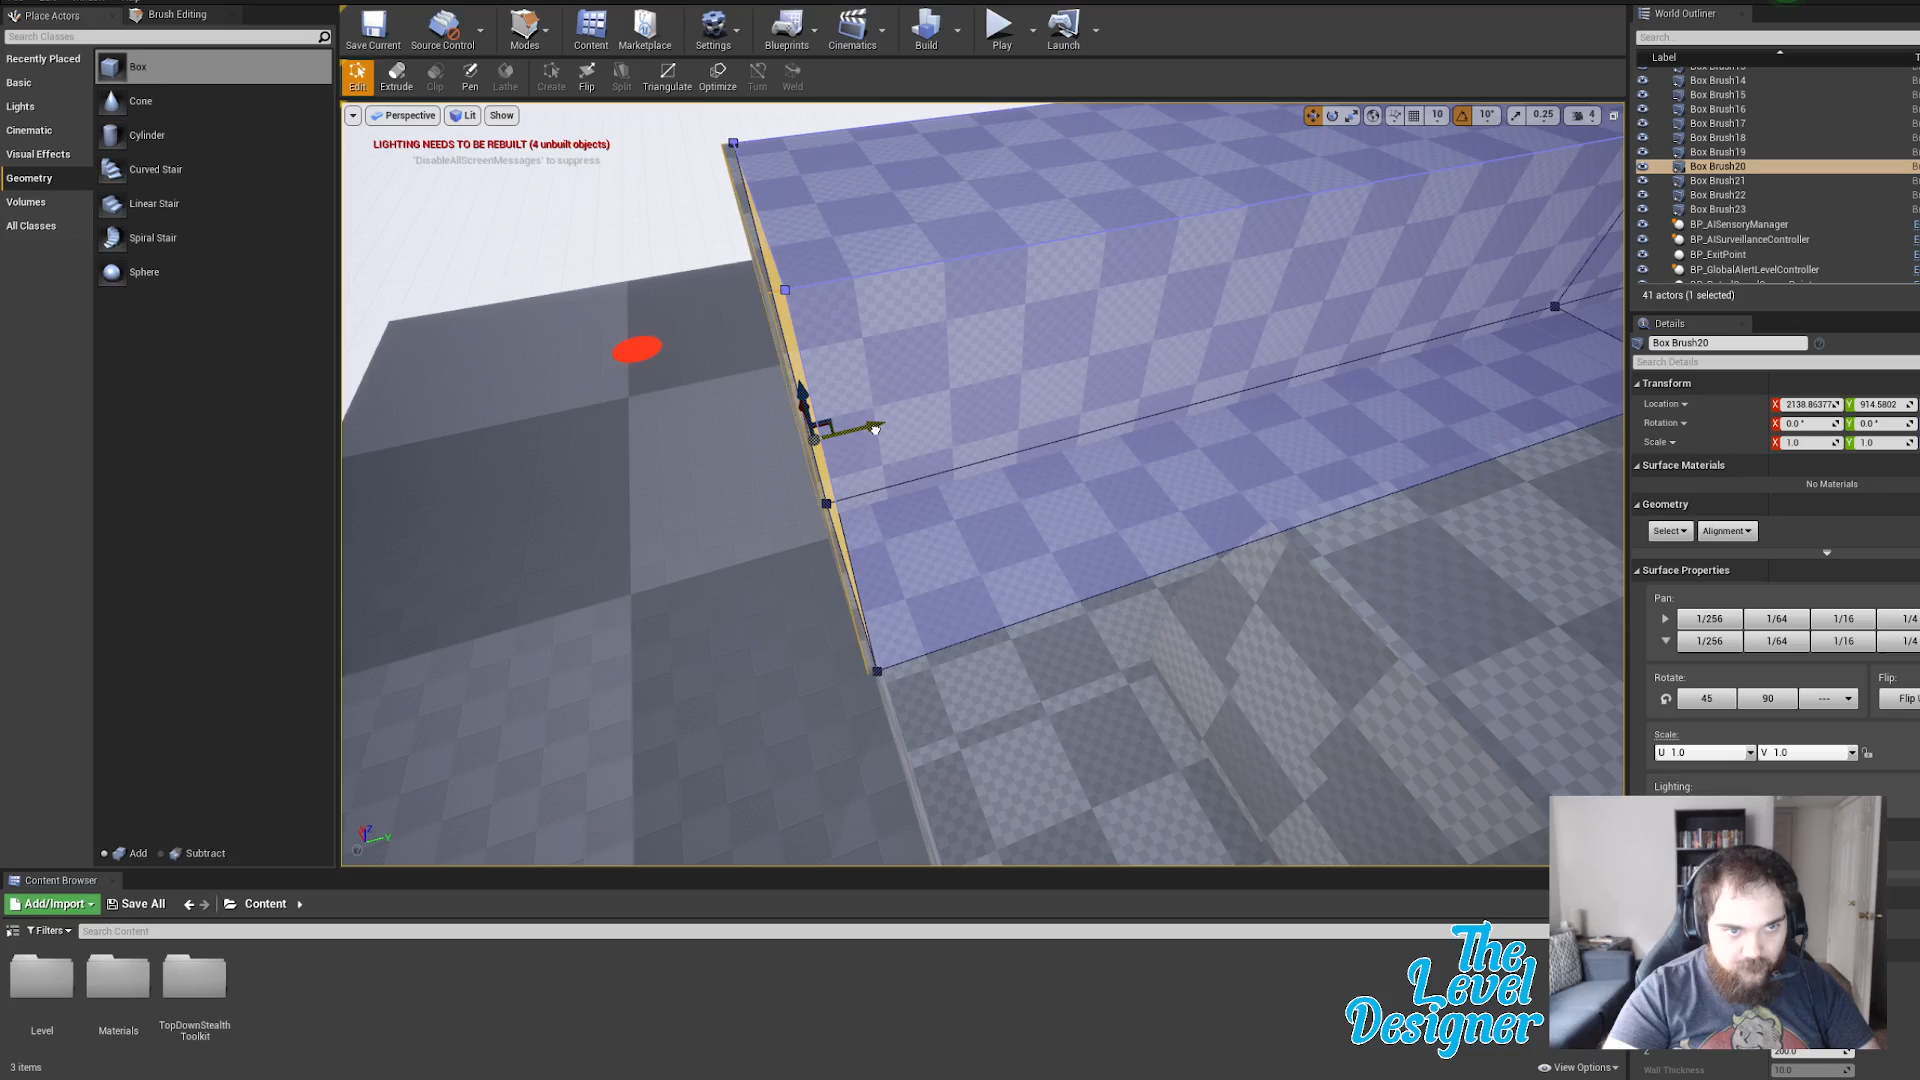 Place Actors
Brush Editing
Search Classes
Recently Placed
Basic
Lights
Cinematic
Visual Effects
Geometry
Volumes
All Classes
Box
Cone
Cylinder
Curved Stair
Linear Stair
Spiral Stair
Sphere
Add
Subtract
Save Current
Source Control
Modes
Content
Marketplace
Settings
Blueprints
Cinematics
Build
Play
Launch
Edit
Extrude
Clip
Pen
Lathe
Create
Flip
Split
Triangulate
Optimize
Turn
Weld
Perspective
Lit
Show
10
10°
0.25
4
LIGHTING NEEDS TO BE REBUILT (4 unbuilt objects)
'DisableAllScreenMessages' to suppress
World Outliner
Search...
Label
Box Brush14
Box Brush15
Box Brush16
Box Brush17
Box Brush18
Box Brush19
Box Brush20
Box Brush21
Box Brush22
Box Brush23
BP_AISensoryManager
BP_AISurveillanceController
BP_ExitPoint
BP_GlobalAlertLevelController
41 actors (1 selected)
Details
Box Brush20
Search Details
Transform
Location
X 2138.86377
Y 914.5802
Rotation
X 0.0 °
Y 0.0 °
Scale
X 1.0
Y 1.0
Surface Materials
No Materials
Geometry
Select
Alignment
Surface Properties
Pan:
1/256 1/64 1/16 1/4
1/256 1/64 1/16 1/4
Rotate:
Flip:
45 90 ---
Flip U
Scale:
U 1.0
V 1.0
Lighting:
Z
200.0
Wall Thickness
10.0
Content Browser
Add/Import
Save All
Content
Filters
Search Content
Level
Materials
TopDownStealth
Toolkit
3 items
View Options
The
Level
Designer